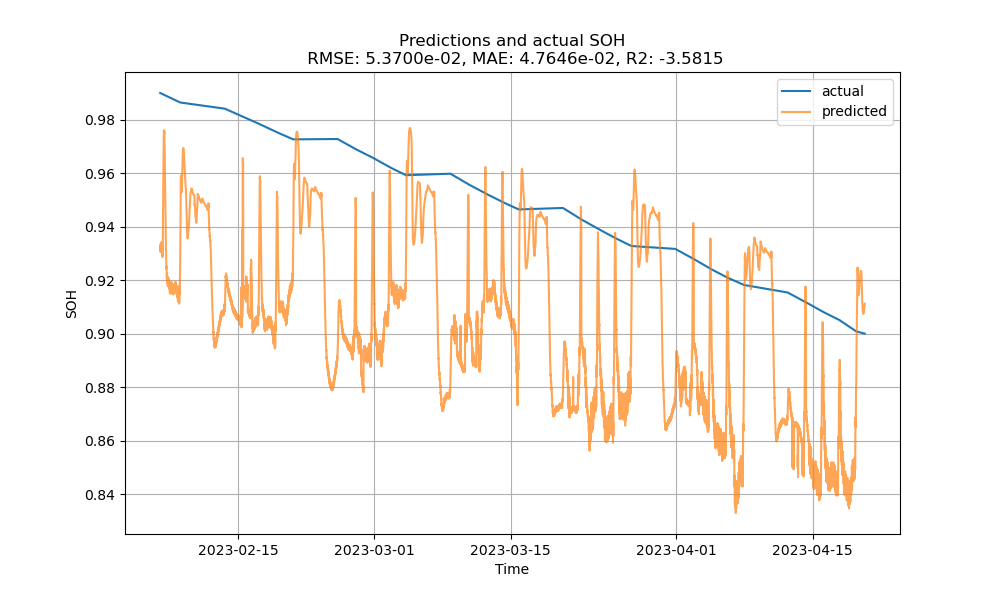 Predictions and actual SOH
RMSE: 5.3700e-02, MAE: 4.7646e-02, R2: -3.5815
actual
predicted
0.98
0.96
0.94
0.92
0.90
0.88
0.86
0.84
SOH
2023-02-15
2023-03-01
2023-03-15
2023-04-01
2023-04-15
Time